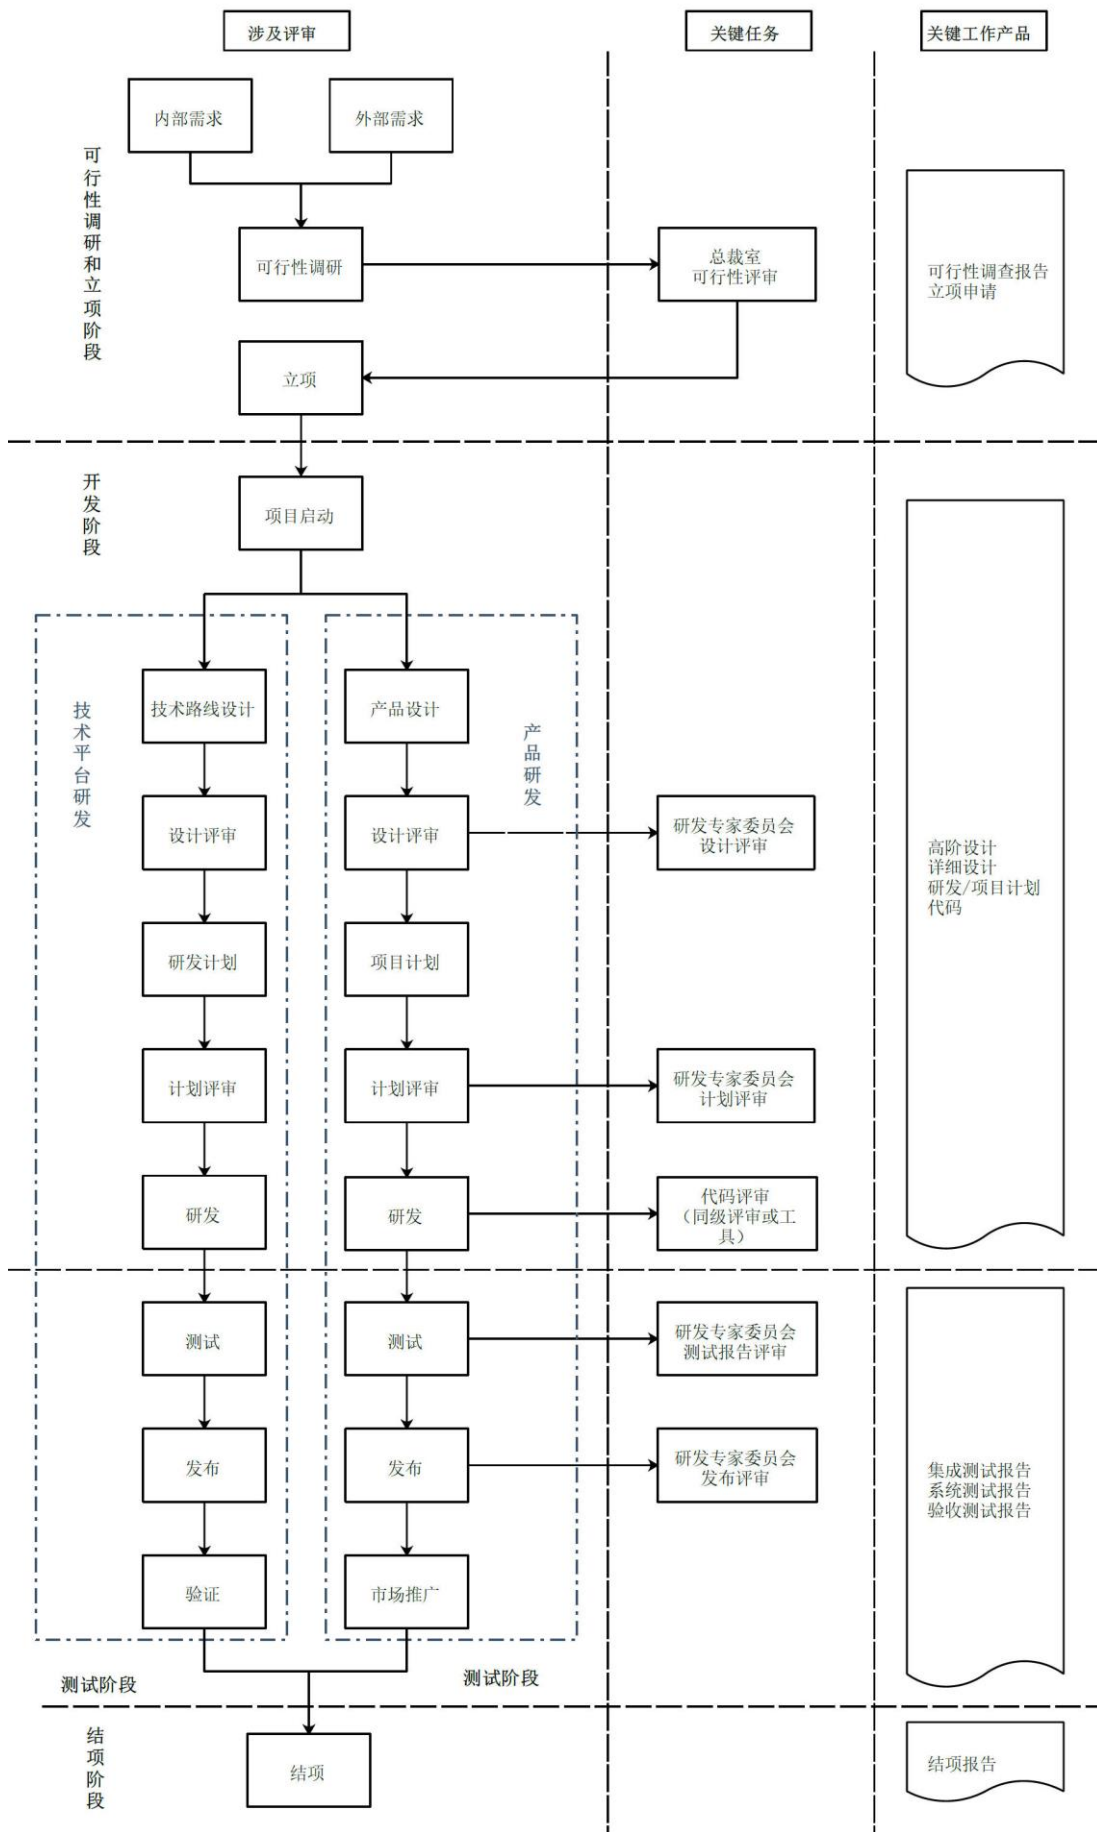 涉及评审
关键任务
关键工作产品
可行性调研和立项阶段
内部需求
外部需求
可行性调研
总裁室
可行性评审
可行性调查报告
立项申请
立项
开发阶段
项目启动
技术平台研发
产品研发
技术路线设计
产品设计
设计评审
设计评审
研发专家委员会
设计评审
高阶设计
详细设计
研发/项目计划
代码
研发计划
项目计划
计划评审
计划评审
研发专家委员会
计划评审
研发
研发
代码评审
（同级评审或工
具）
测试
测试
研发专家委员会
测试报告评审
发布
发布
研发专家委员会
发布评审
集成测试报告
系统测试报告
验收测试报告
验证
市场推广
测试阶段
测试阶段
结项阶段
结项
结项报告